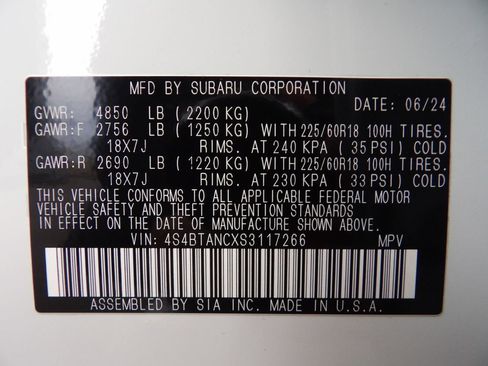 MFD BY SUBARU CORPORATION
GVWR: 4850 LB (2200 KG) DATE: 06/24
GAWR:F 2756 LB (1250 KG) WITH 225/60R18 100H TIRES.
18X7J RIMS. AT 240 KPA (35 PSI) COLD
GAWR:R 2690 LB (1220 KG) WITH 225/60R18 100H TIRES.
18X7J RIMS. AT 230 KPA (33 PSI) COLD
THIS VEHICLE CONFORMS TO ALL APPLICABLE FEDERAL MOTOR
VEHICLE SAFETY AND THEFT PREVENTION STANDARDS
IN EFFECT ON THE DATE OF MANUFACTURE SHOWN ABOVE.
VIN: 4S4BTANCXS3117266 MPV
ASSEMBLED BY SIA INC. MADE IN U.S.A.